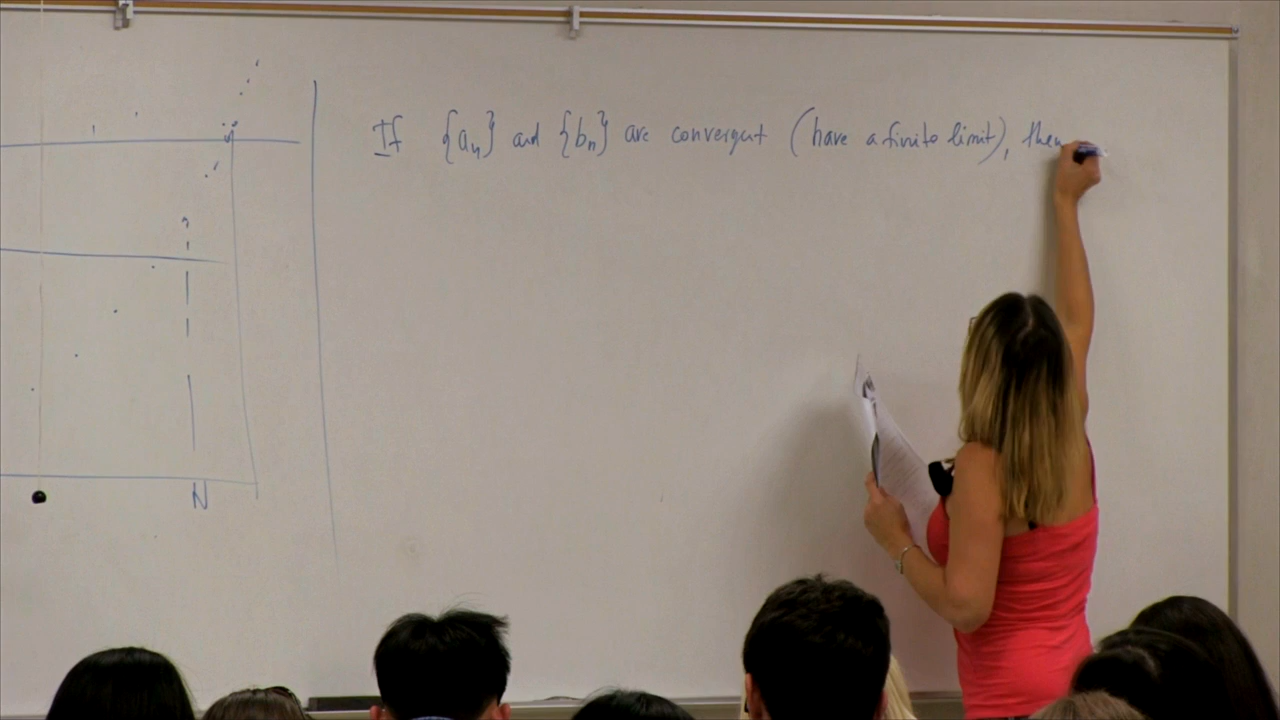 If {an} and {bn} are convergent (have a finite limit), then
N